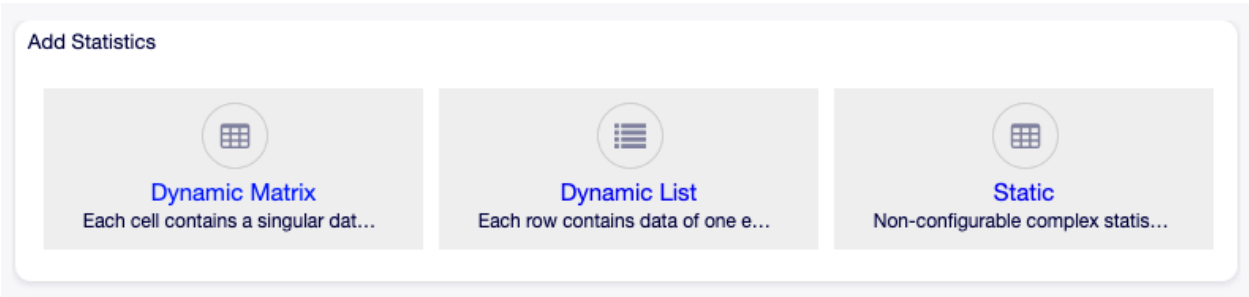 Add Statistics
Dynamic Matrix
Each cell contains a singular dat...
Dynamic List
Each row contains data of one e...
Static
Non-configurable complex statis...